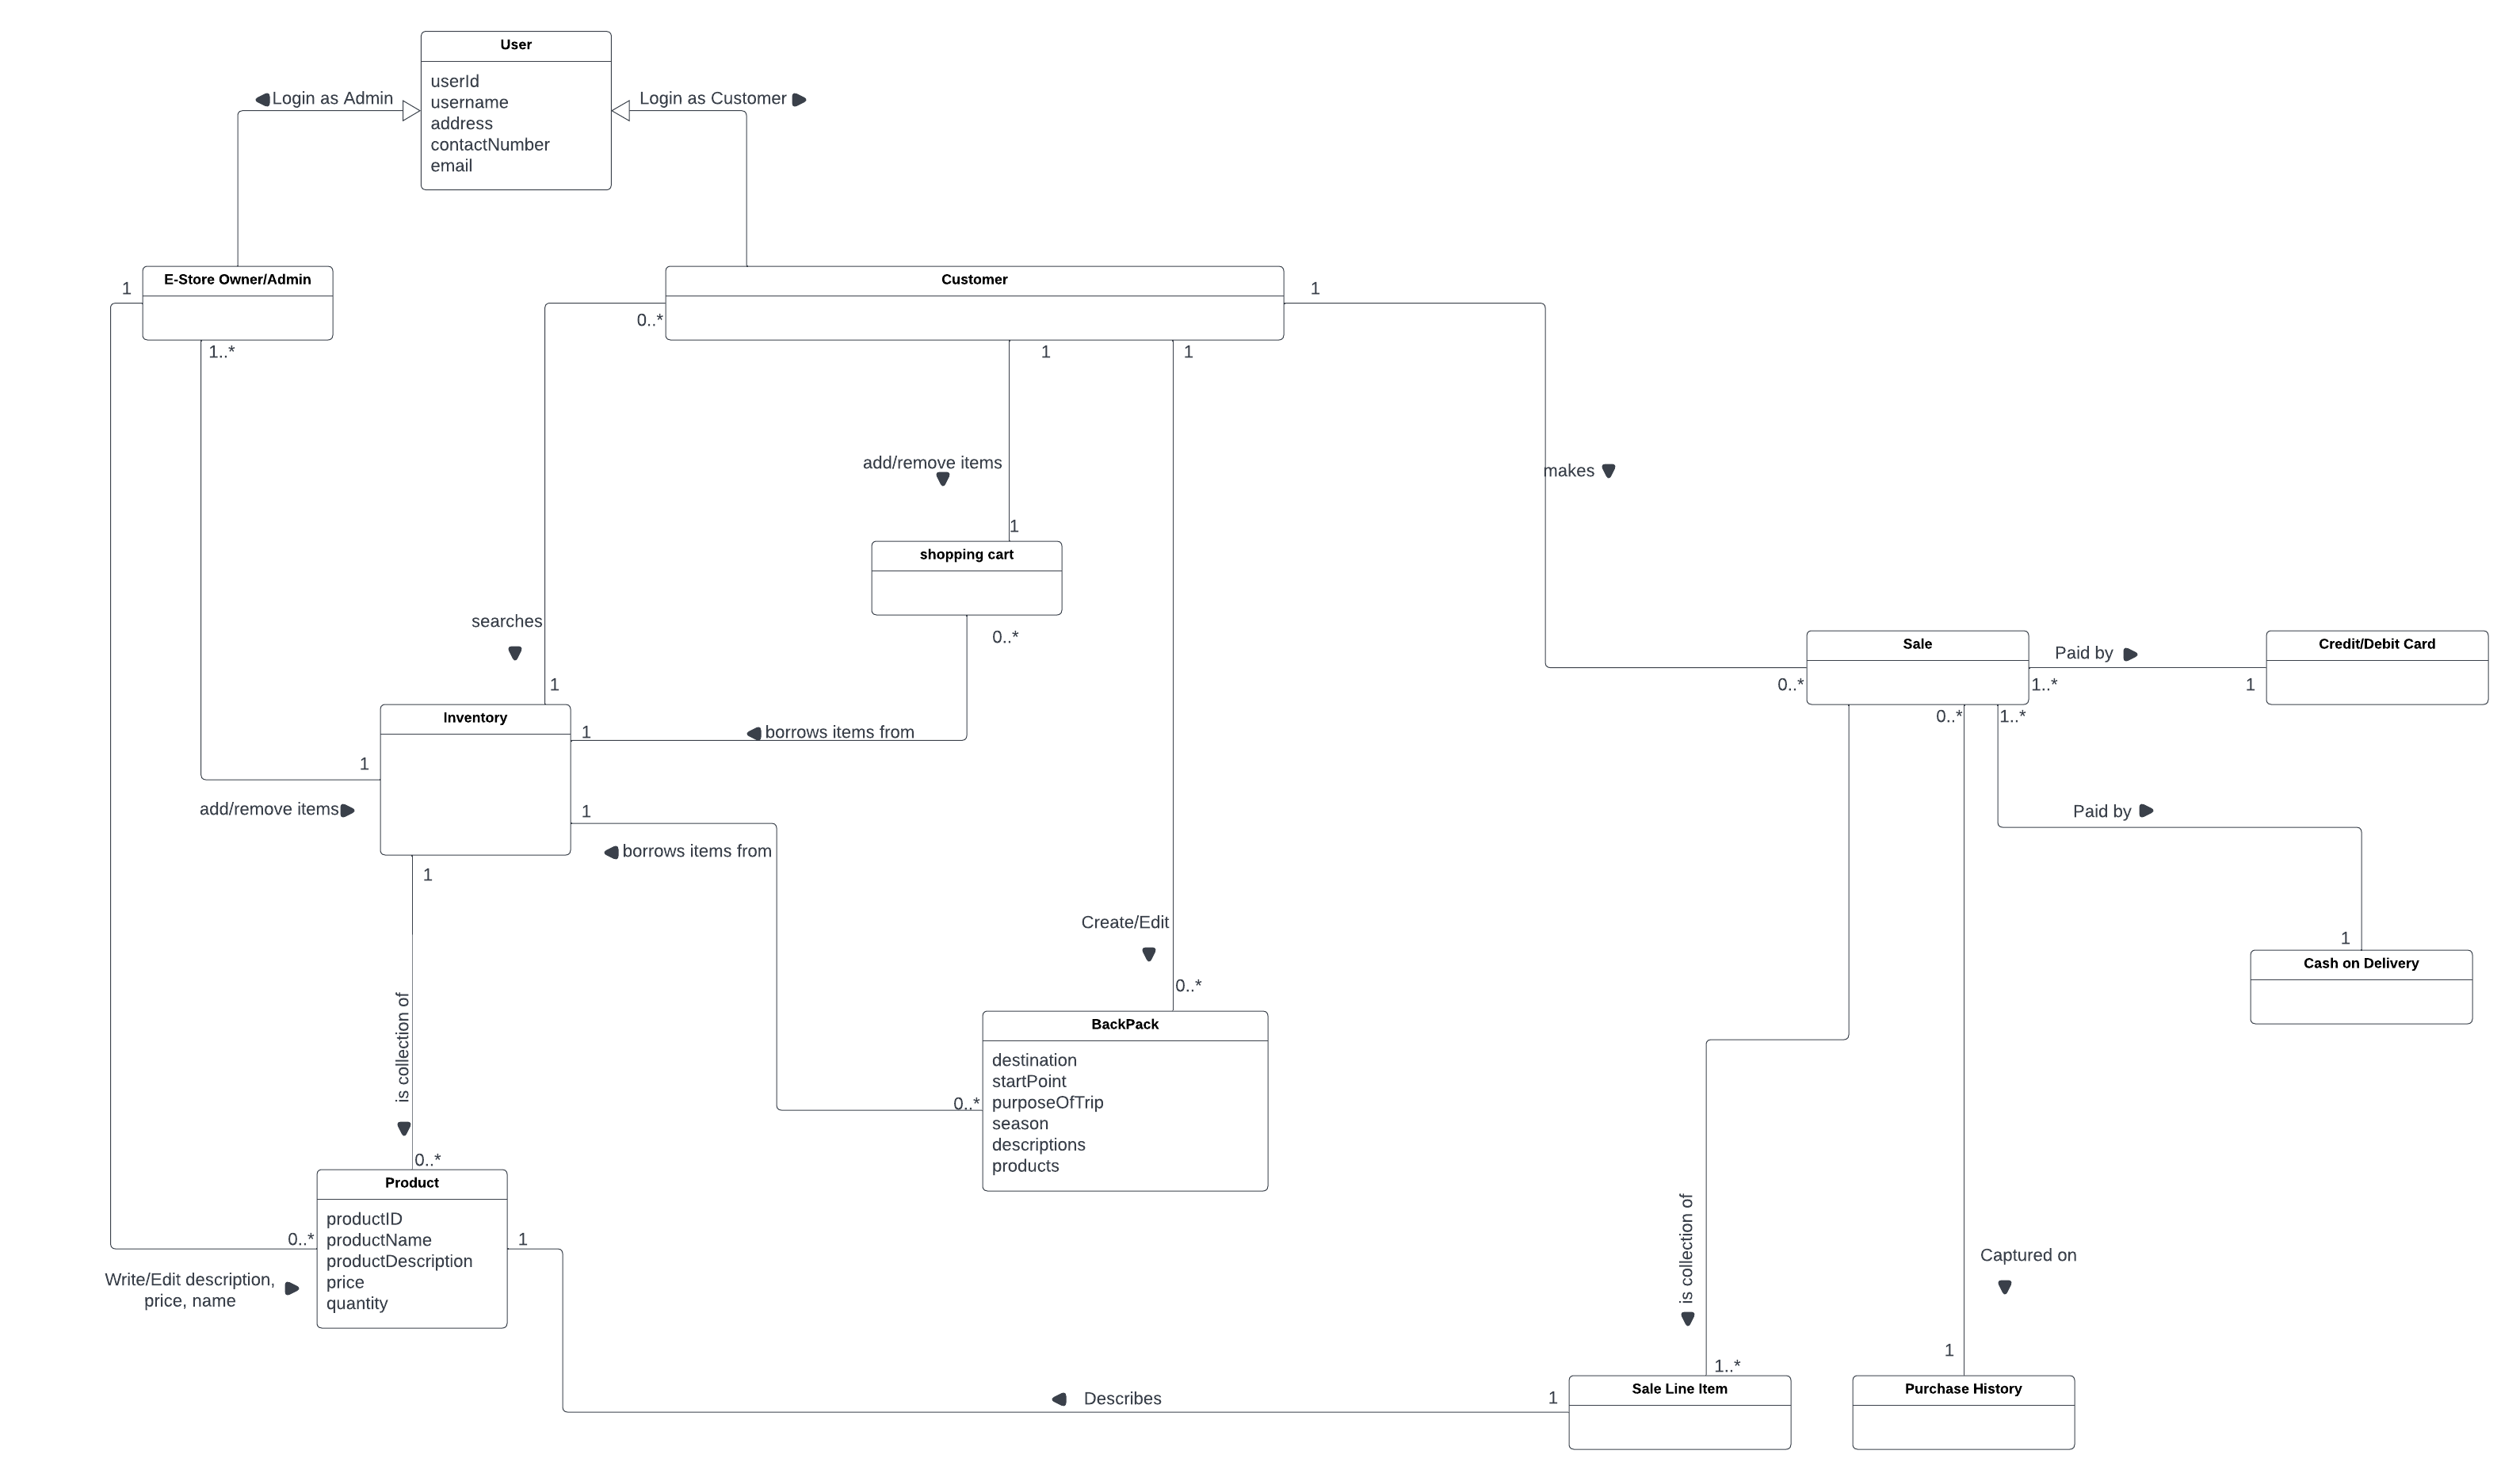 User
userId
username
address
contactNumber
email
Login as Admin
Login as Customer
E-Store Owner/Admin
Customer
1
1..*
0..*
1
1
1
add/remove items
makes
1
shopping cart
searches
0..*
1
Sale
Paid by
Credit/Debit Card
0..*
1..*
1
Inventory
1
borrows items from
0..*
1..*
1
add/remove items
1
borrows items from
Paid by
1
Create/Edit
1
Cash on Delivery
0..*
is collection of
BackPack
destination
startPoint
purposeOfTrip
season
descriptions
products
0..*
0..*
Product
productID
productName
productDescription
price
quantity
0..*
1
Write/Edit description,
price, name
is collection of
Captured on
1
1..*
Describes
1
Sale Line Item
Purchase History